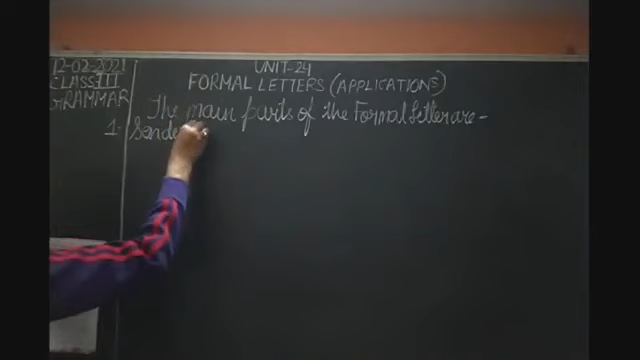 12-02-2021
CLASS III
GRAMMAR
UNIT-24
FORMAL LETTERS (APPLICATIONS)
The main parts of the Formal Letter are -
1. Sende